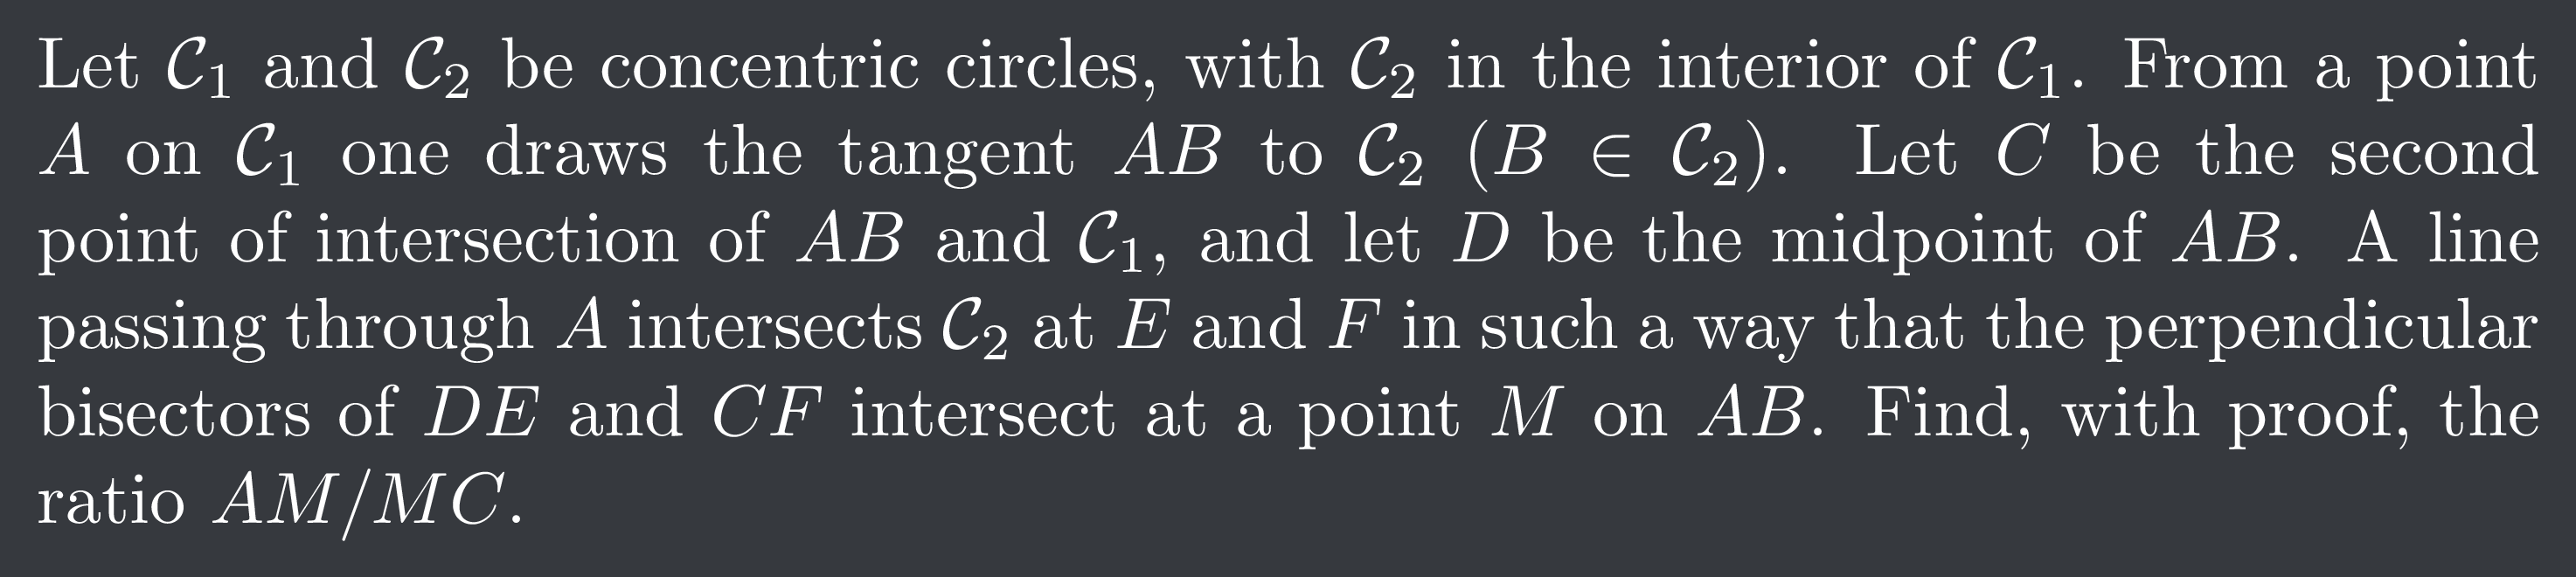 Let $\mathcal{C}_1$ and $\mathcal{C}_2$ be concentric circles, with $\mathcal{C}_2$ in the interior of $\mathcal{C}_1$. From a point
$A$ on $\mathcal{C}_1$ one draws the tangent $AB$ to $\mathcal{C}_2$ ($B \in \mathcal{C}_2$). Let $C$ be the second
point of intersection of $AB$ and $\mathcal{C}_1$, and let $D$ be the midpoint of $AB$. A line
passing through $A$ intersects $\mathcal{C}_2$ at $E$ and $F$ in such a way that the perpendicular
bisectors of $DE$ and $CF$ intersect at a point $M$ on $AB$. Find, with proof, the
ratio $AM/MC$.